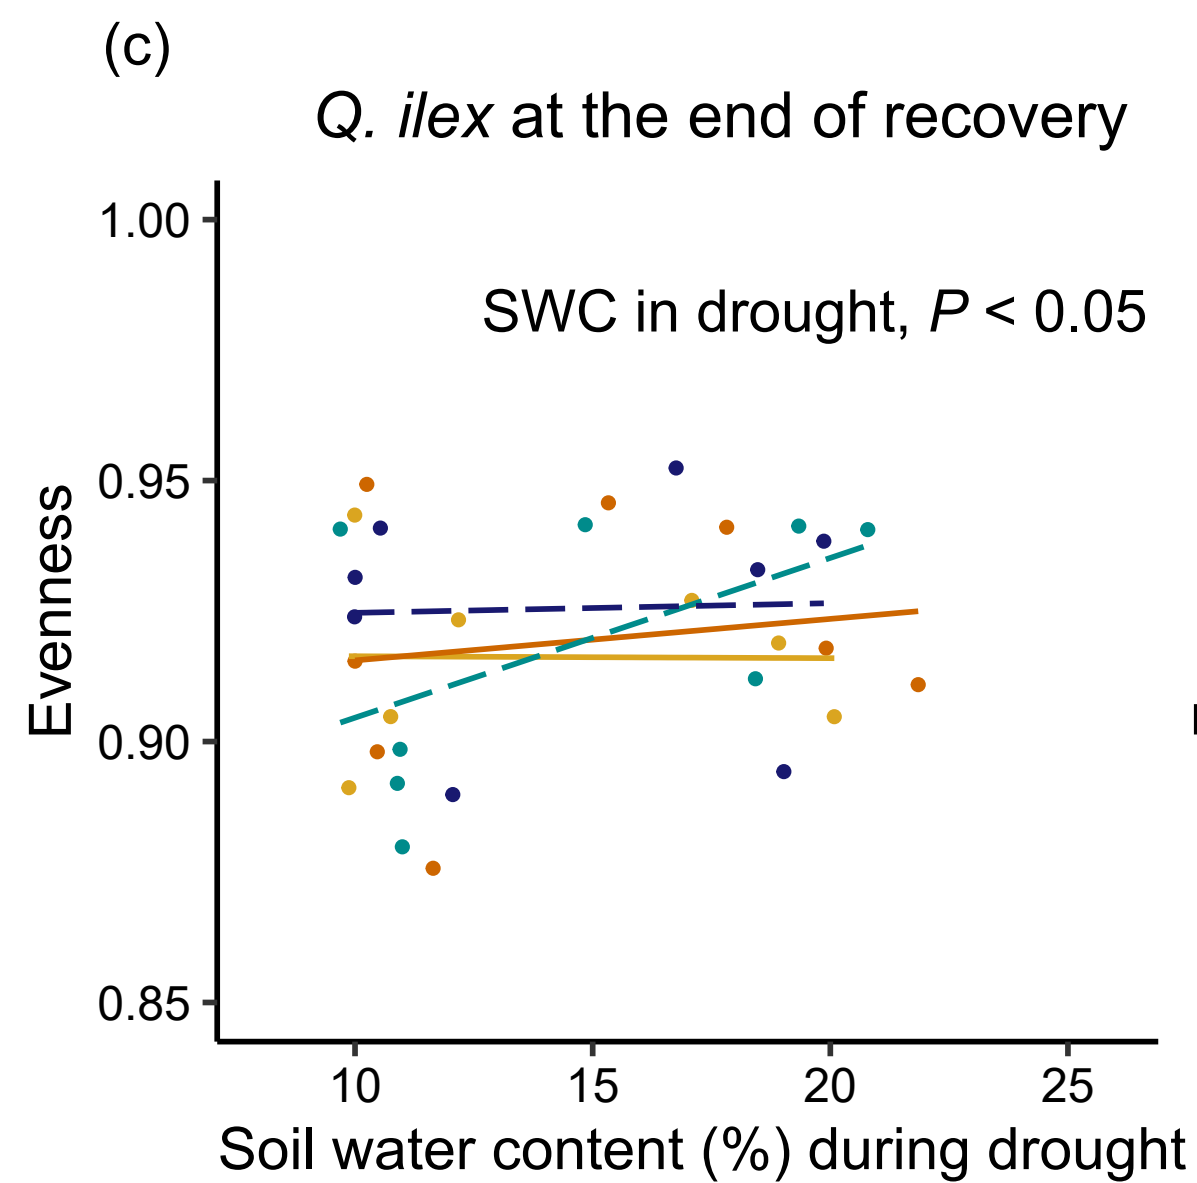 (c)
Q. ilex at the end of recovery
1.00
SWC in drought, P < 0.05
0.95
Evenness
0.90
0.85
10 15 20 25
Soil water content (%) during drought